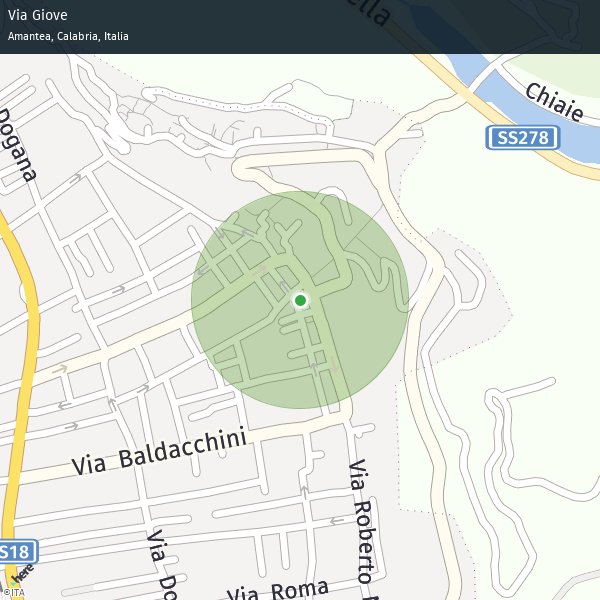 Via Giove
Amantea, Calabria, Italia
ella
Chiaie
SS278
Dogana
Via Baldacchini
Via Roberto
Via Do
Via Roma
S18
here
©ITA